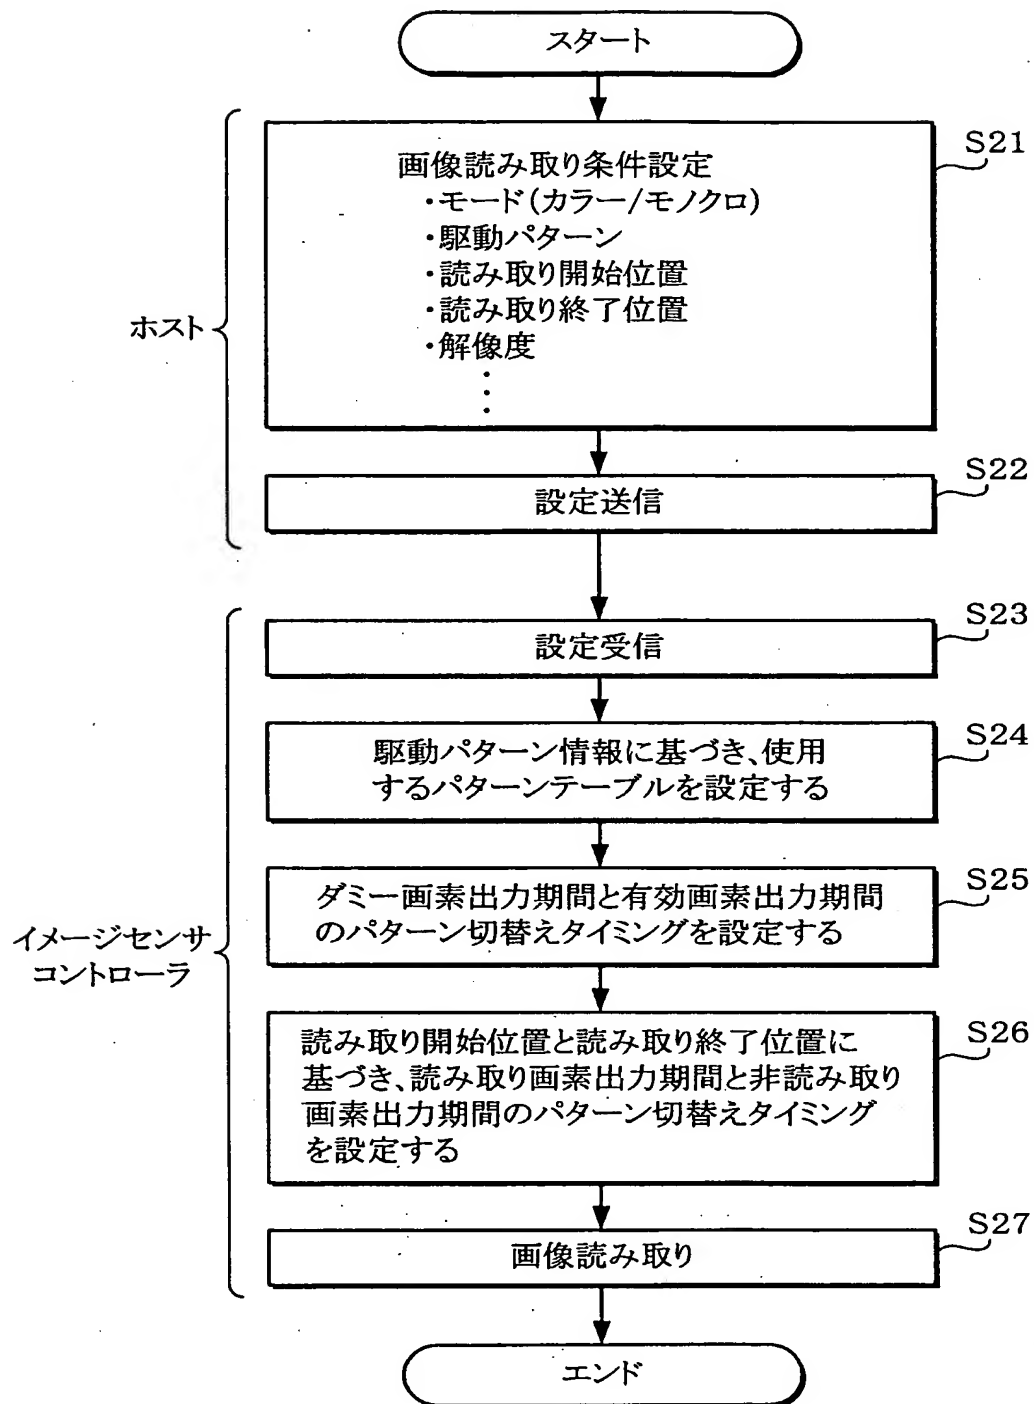 スタート
S21
画像読み取り条件設定
・モード(カラー/モノクロ)
・駆動パターン
・読み取り開始位置
・読み取り終了位置
・解像度
ホスト
S22
設定送信
S23
設定受信
S24
駆動パターン情報に基づき、使用
するパターンテーブルを設定する
S25
ダミー画素出力期間と有効画素出力期間
のパターン切替えタイミングを設定する
イメージセンサ
コントローラ
S26
読み取り開始位置と読み取り終了位置に
基づき、読み取り画素出力期間と非読み取り
画素出力期間のパターン切替えタイミング
を設定する
S27
画像読み取り
エンド